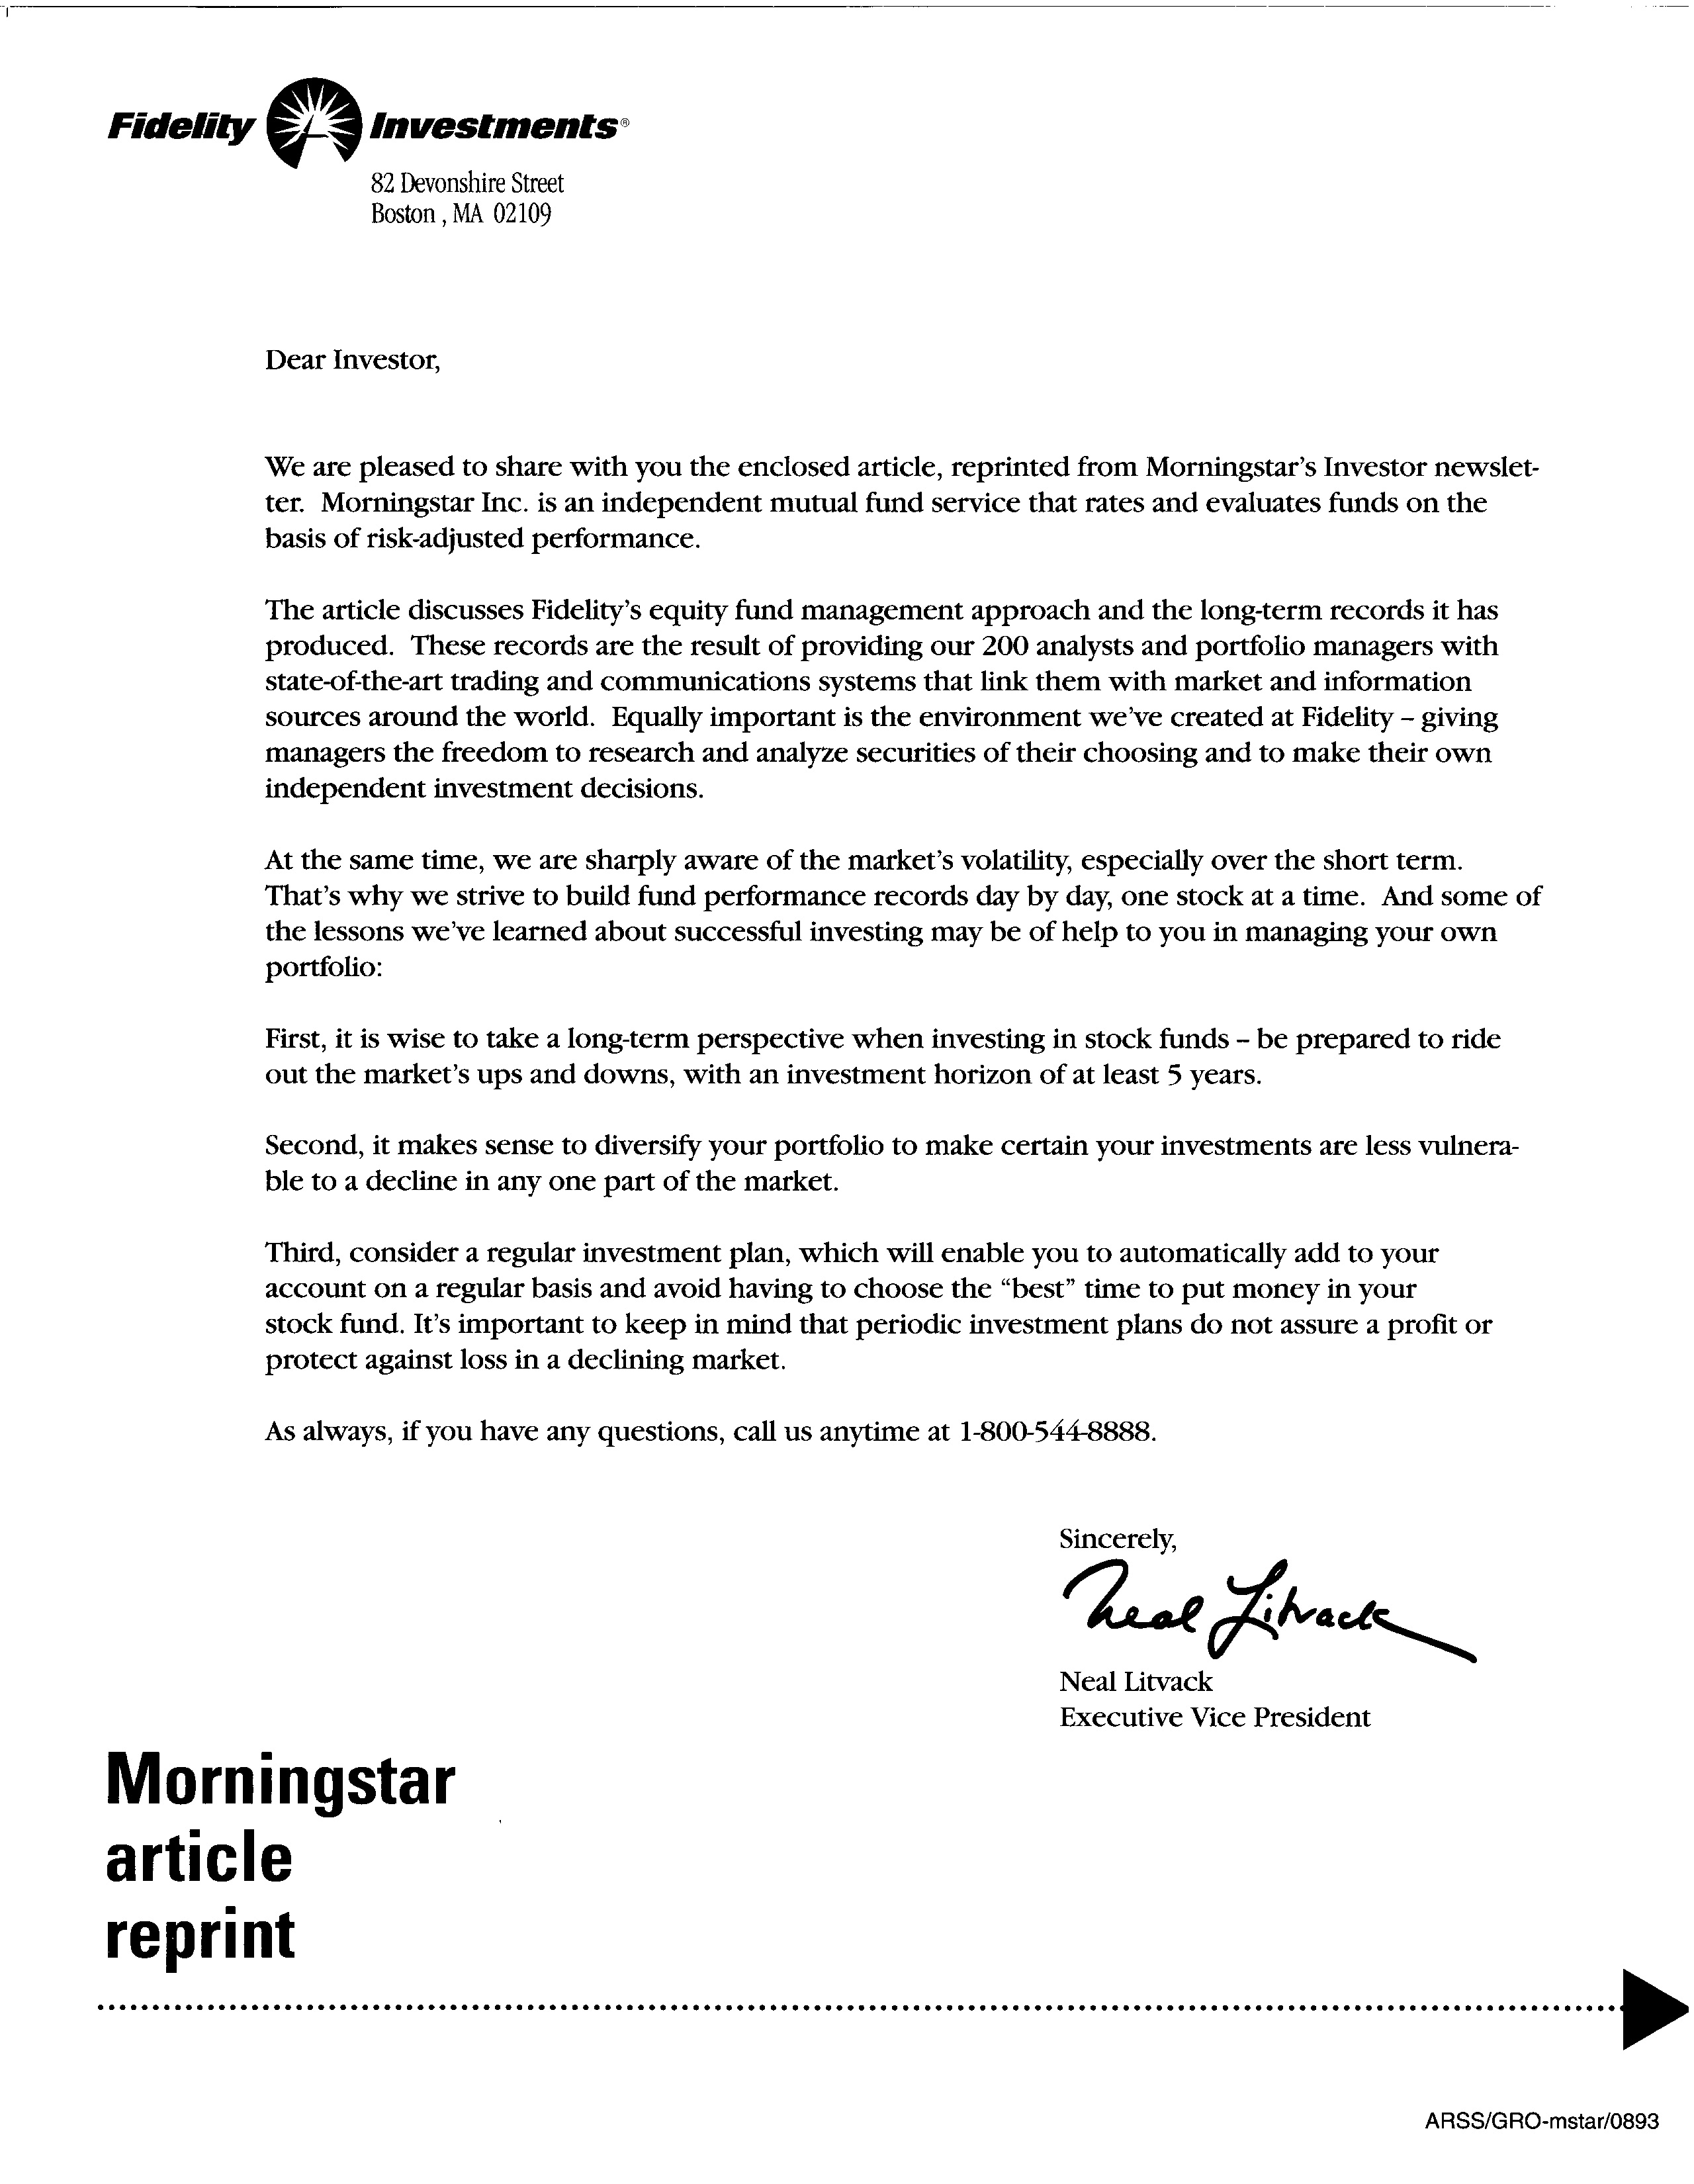 Fidelity Investments®
82 Devonshire Street
Boston , MA 02109
Dear Investor,
We are pleased to share with you the enclosed article, reprinted from Morningstar's Investor newslet-
ter. Morningstar Inc. is an independent mutual fund service that rates and evaluates funds on the
basis of risk-adjusted performance.
The article discusses Fidelity's equity fund management approach and the long-term records it has
produced. These records are the result of providing our 200 analysts and portfolio managers with
state-of-the-art trading and communications systems that link them with market and information
sources around the world. Equally important is the environment we've created at Fidelity – giving
managers the freedom to research and analyze securities of their choosing and to make their own
independent investment decisions.
At the same time, we are sharply aware of the market's volatility, especially over the short term.
That's why we strive to build fund performance records day by day, one stock at a time. And some of
the lessons we've learned about successful investing may be of help to you in managing your own
portfolio:
First, it is wise to take a long-term perspective when investing in stock funds – be prepared to ride
out the market's ups and downs, with an investment horizon of at least 5 years.
Second, it makes sense to diversify your portfolio to make certain your investments are less vulnera-
ble to a decline in any one part of the market.
Third, consider a regular investment plan, which will enable you to automatically add to your
account on a regular basis and avoid having to choose the “best” time to put money in your
stock fund. It's important to keep in mind that periodic investment plans do not assure a profit or
protect against loss in a declining market.
As always, if you have any questions, call us anytime at 1-800-544-8888.
Sincerely,
Neal Litvack
Neal Litvack
Executive Vice President
Morningstar
article
reprint
ARSS/GRO-mstar/0893